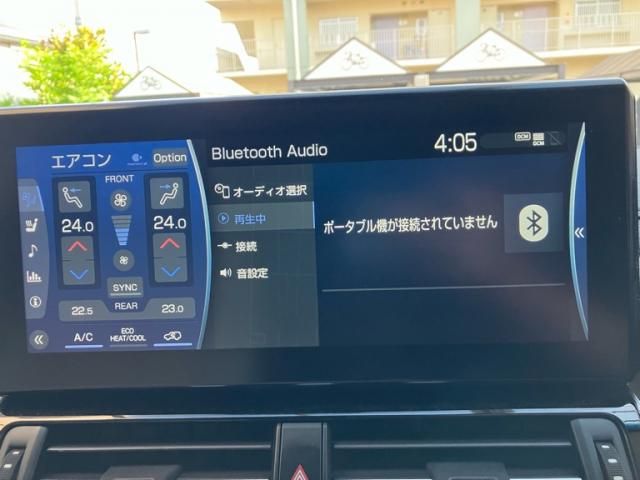 エアコン
Option
FRONT
24.0
24.0
SYNC
REAR
22.5
23.0
A/C
ECO
HEAT/COOL
Bluetooth Audio
4:05
DCM
DCM
オーディオ選択
再生中
接続
音設定
ポータブル機が接続されていません